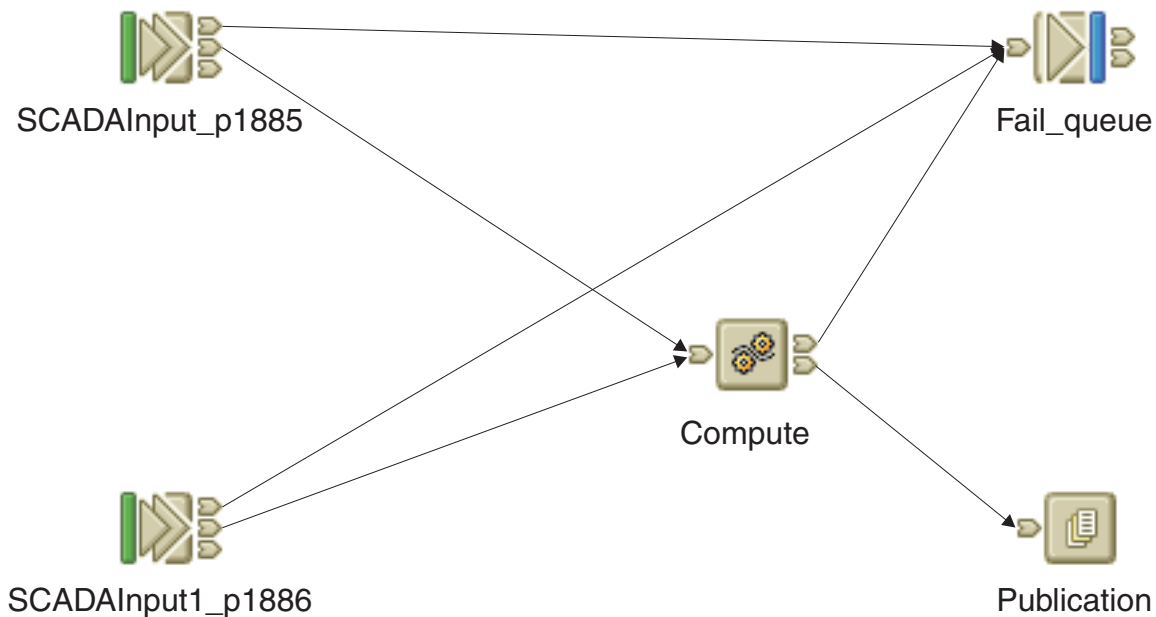 SCADAInput_p1885
Fail_queue
Compute
SCADAInput1_p1886
Publication